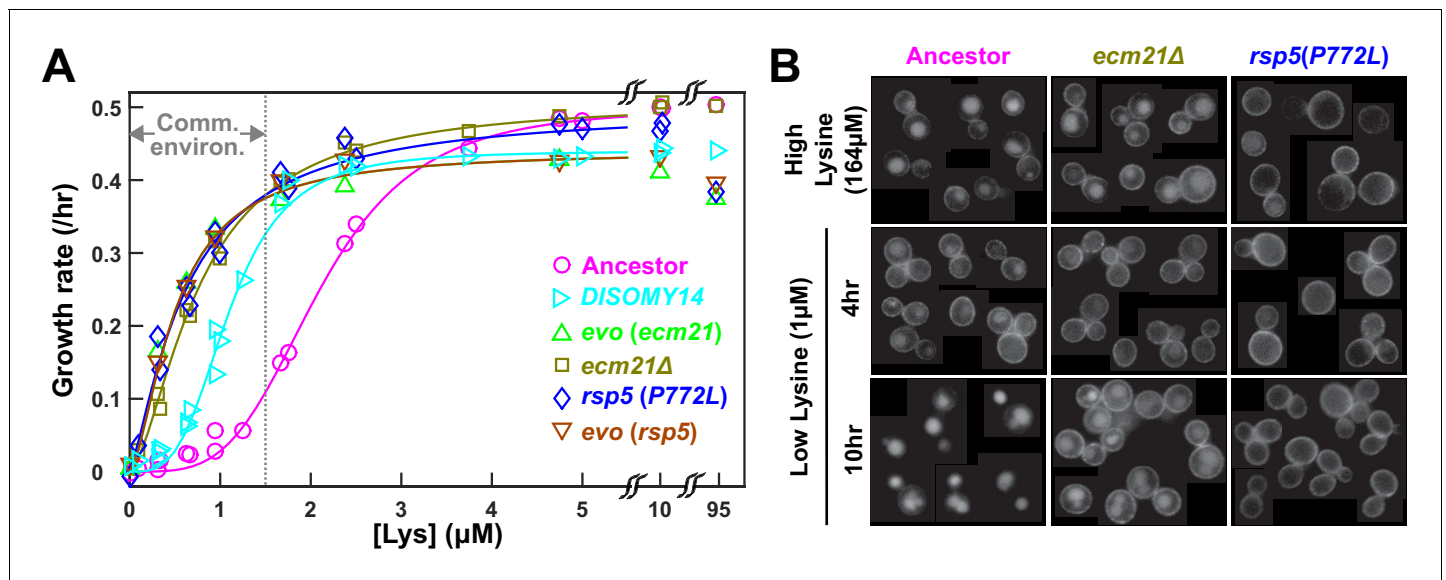 A
Growth rate (/hr)
0.5
0.4
0.3
0.2
0.1
0
Comm.
environ.
Ancestor
DISOMY14
evo (ecm21)
ecm21Δ
rsp5 (P772L)
evo (rsp5)
0 1 2 3 4 5 10 95
[Lys] (µM)
B
Ancestor ecm21Δ rsp5(P772L)
High
Lysine
(164µM)
Low Lysine (1µM)
4hr
10hr